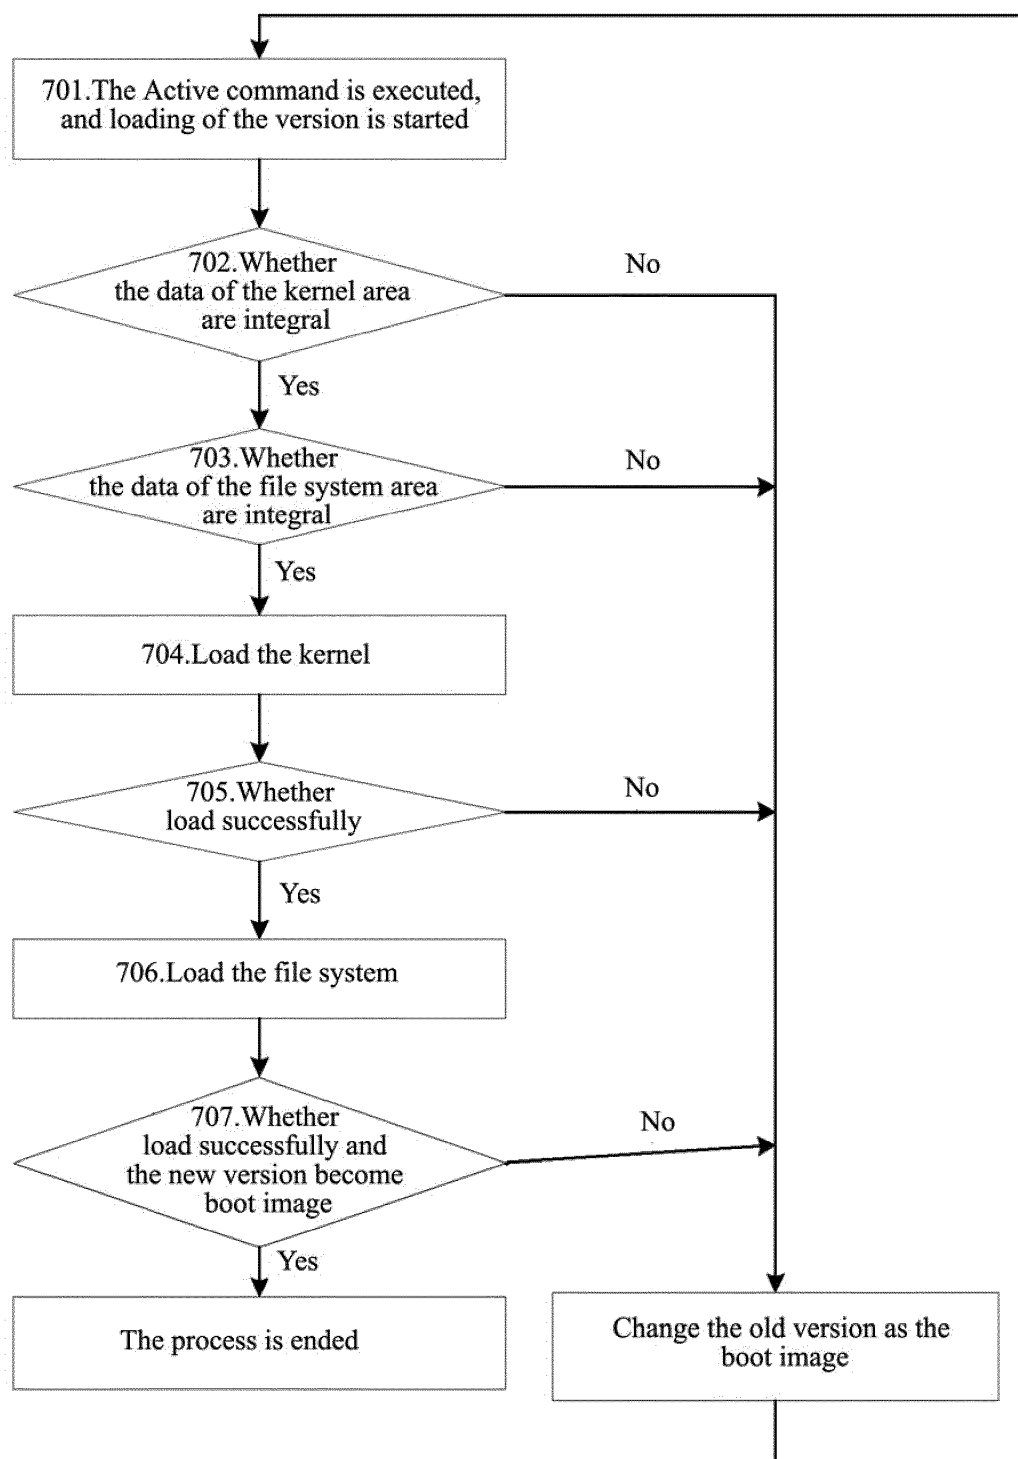 701.The Active command is executed,
and loading of the version is started
702.Whether
the data of the kernel area
are integral
No
Yes
703.Whether
the data of the file system area
are integral
No
Yes
704.Load the kernel
705.Whether
load successfully
No
Yes
706.Load the file system
707.Whether
load successfully and
the new version become
boot image
No
Yes
The process is ended
Change the old version as the
boot image